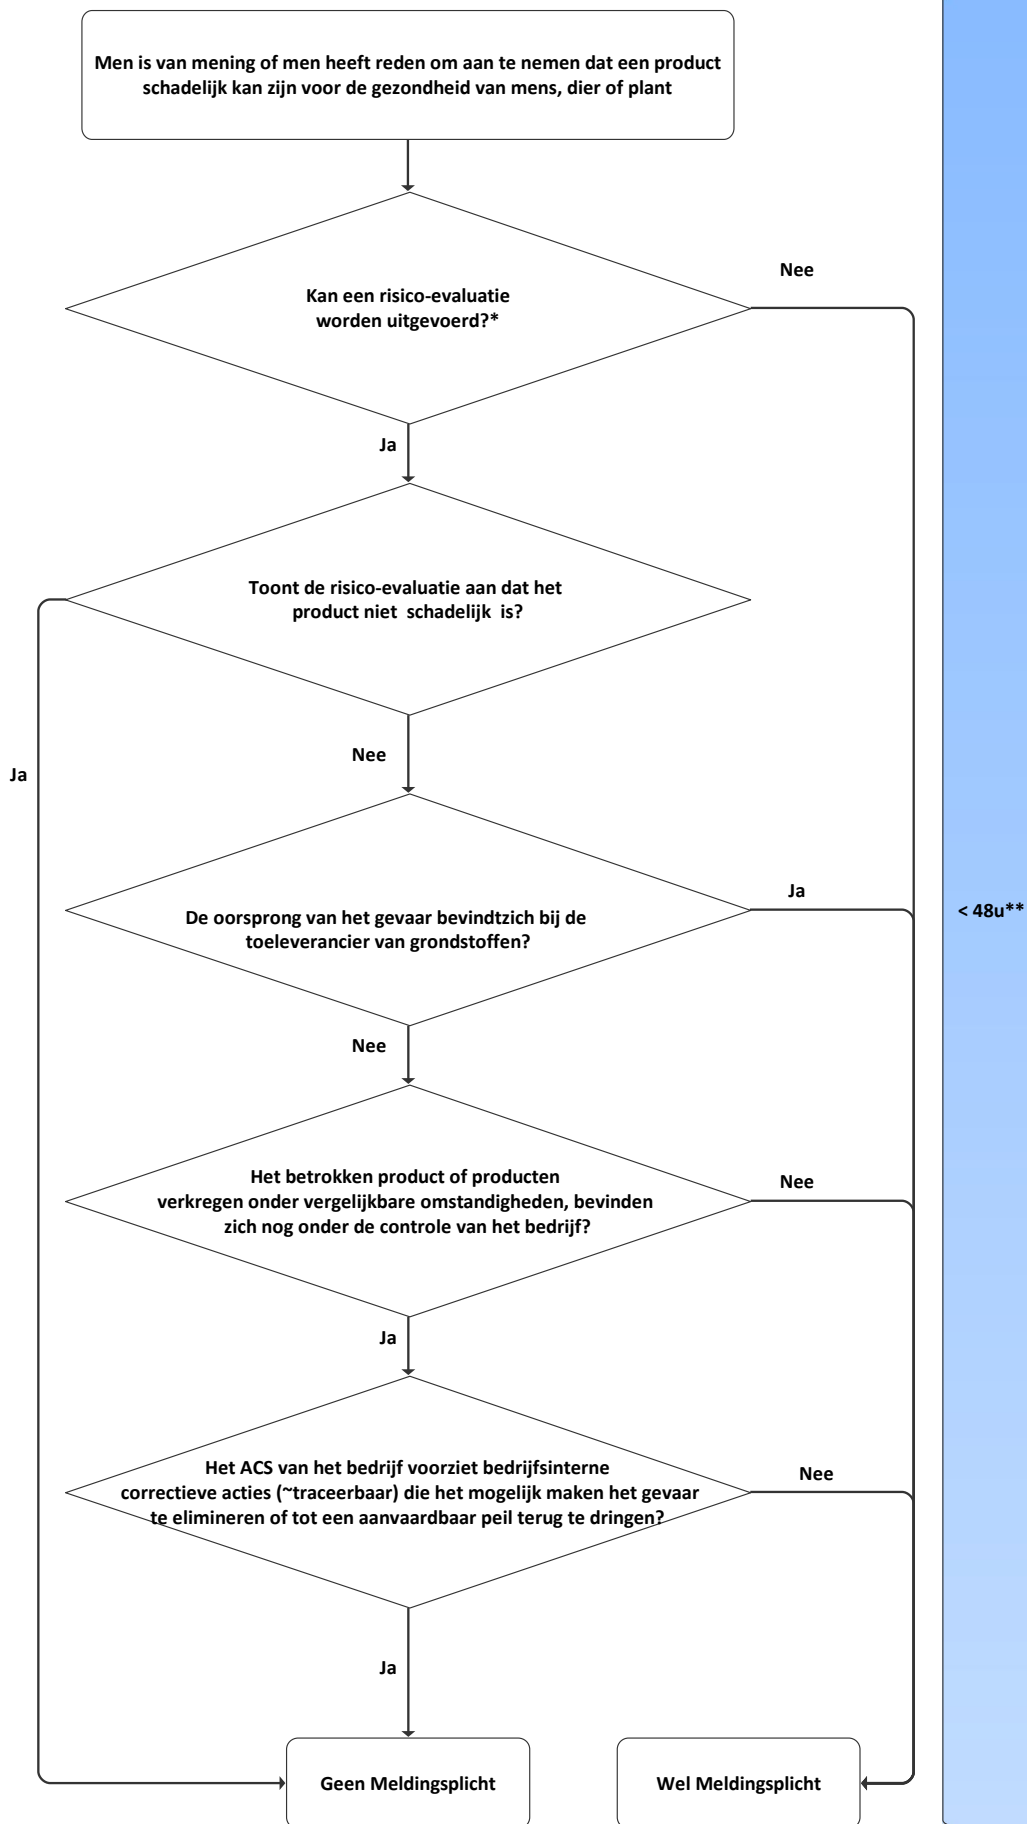 Men is van mening of men heeft reden om aan te nemen dat een product
schadelijk kan zijn voor de gezondheid van mens, dier of plant
Nee
Kan een risico-evaluatie
worden uitgevoerd?*
Ja
Toont de risico-evaluatie aan dat het
product niet schadelijk is?
Nee
Ja
Ja
De oorsprong van het gevaar bevindtzich bij de
toeleverancier van grondstoffen?
< 48u**
Nee
Het betrokken product of producten
verkregen onder vergelijkbare omstandigheden, bevinden
zich nog onder de controle van het bedrijf?
Nee
Ja
Het ACS van het bedrijf voorziet bedrijfsinterne
correctieve acties (~traceerbaar) die het mogelijk maken het gevaar
te elimineren of tot een aanvaardbaar peil terug te dringen?
Nee
Ja
Geen Meldingsplicht
Wel Meldingsplicht